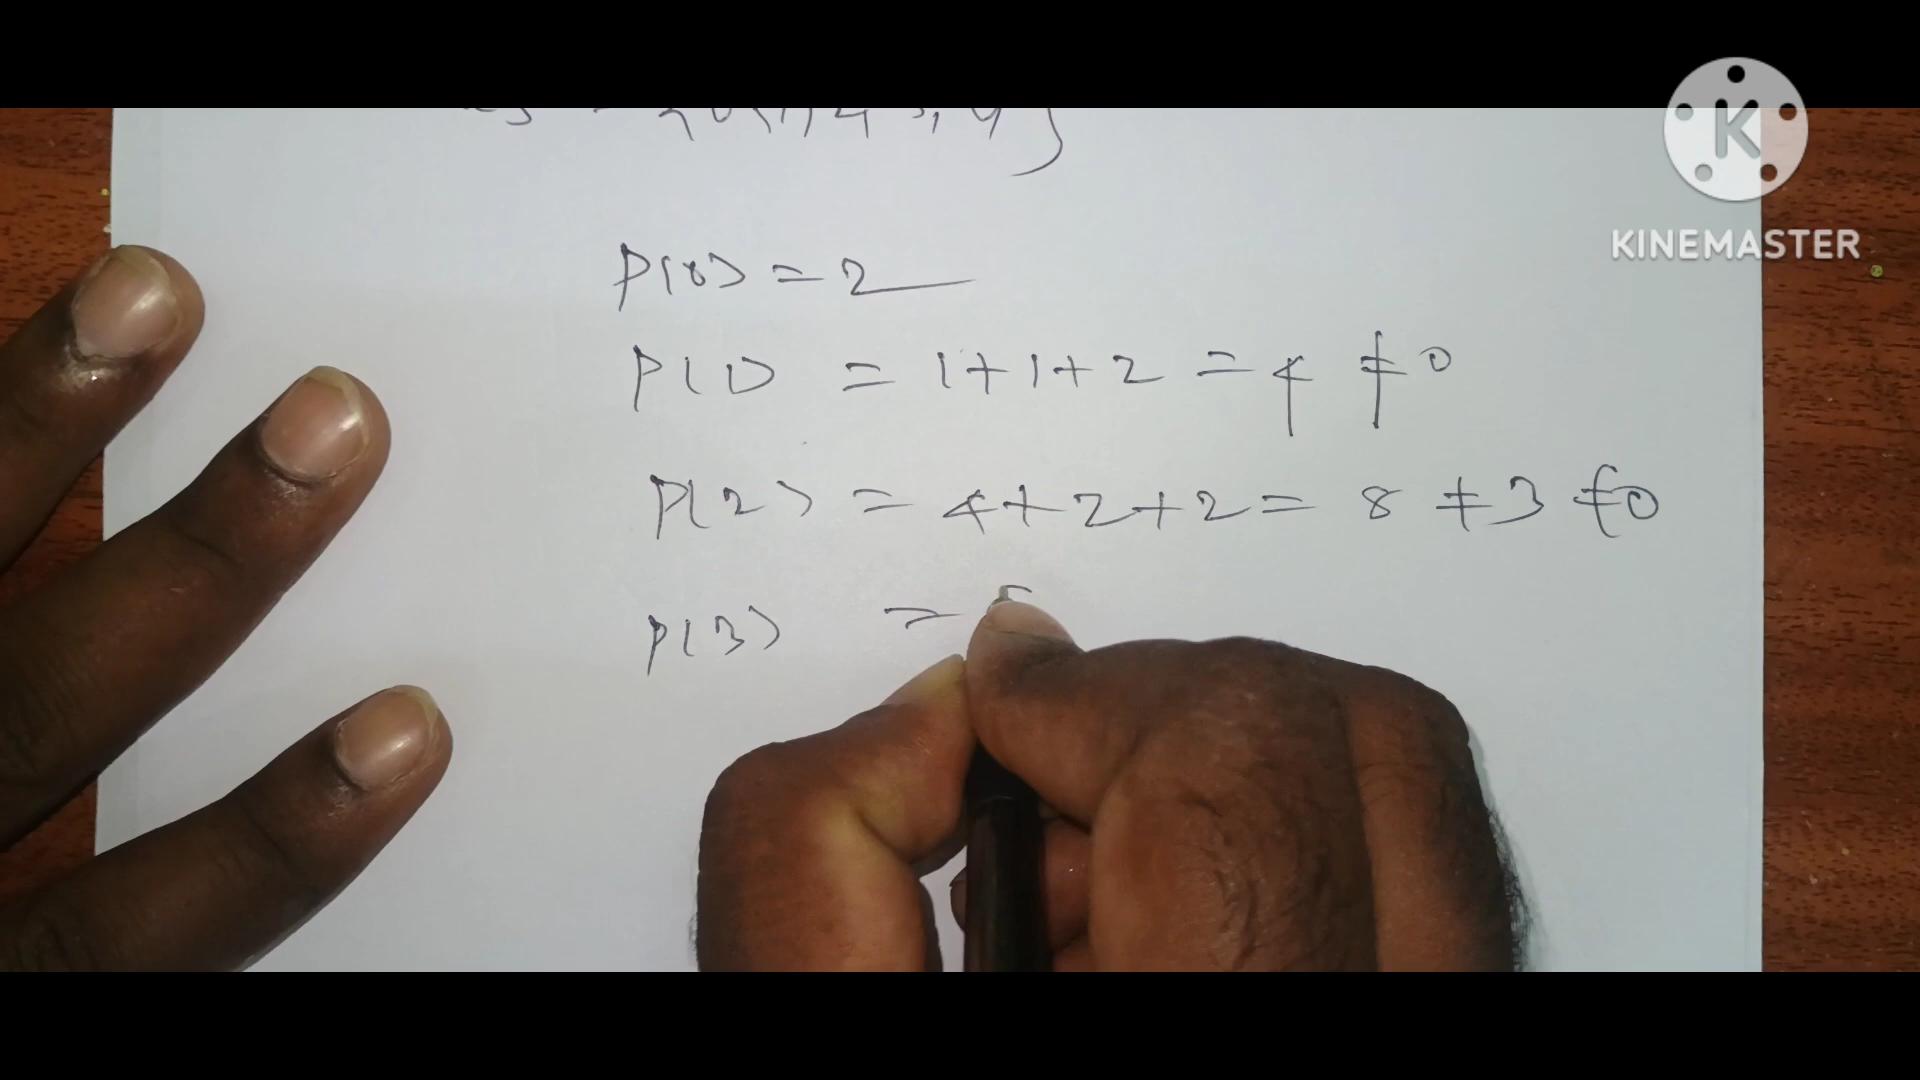 KINEMASTER
P(0) = 2
P(1) = 1+1+2 = 4 ≠ 0
P(2) = 4+2+2 = 8 ≠ 3 ≠ 0
P(3) =